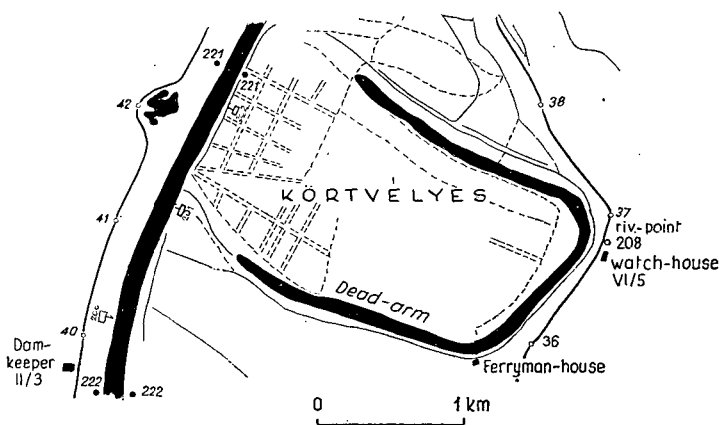 221
221
42
38
KÖRTVÉLYÉS
37
riv.-point
208
watch-house
VI/5
41
Dead-arm
40
36
Dam-
keeper
II/3
Ferryman-house
222
222
0
1 km